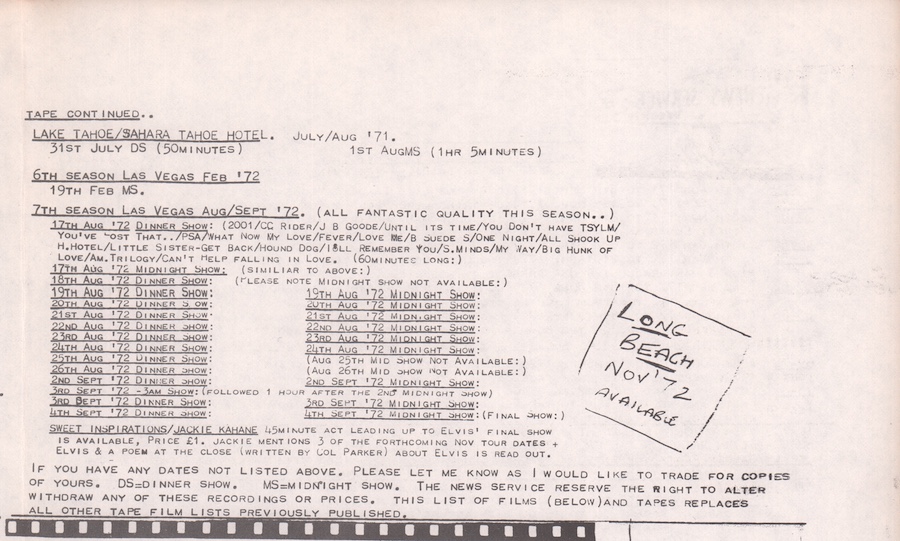 TAPE CONTINUED..
LAKE TAHOE/SAHARA TAHOE HOTEL. JULY/AUG '71.
31ST JULY DS (50MINUTES) 1ST AUGMS (1HR 5MINUTES)
6TH SEASON LAS VEGAS FEB '72
19TH FEB MS.
7TH SEASON LAS VEGAS AUG/SEPT '72. (ALL FANTASTIC QUALITY THIS SEASON..)
17TH AUG '72 DINNER SHOW: (2001/CC RIDER/J B GOODE/UNTIL ITS TIME/YOU DON'T HAVE TSYLM/
YOU'VE LOST THAT../PSA/WHAT NOW MY LOVE/FEVER/LOVE ME/B SUEDE S/ONE NIGHT/ALL SHOOK UP
H.HOTEL/LITTLE SISTER-GET BACK/HOUND DOG/I&LL REMEMBER YOU/S.MINDS/MY WAY/BIG HUNK OF
LOVE/AM.TRILOGY/CAN'T HELP FALLING IN LOVE. (60MINUTES LONG:)
17TH AUG '72 MIDNIGHT SHOW: (SIMILIAR TO ABOVE:)
18TH AUG '72 DINNER SHOW: (PLEASE NOTE MIDNIGHT SHOW NOT AVAILABLE:)
19TH AUG '72 DINNER SHOW: 19TH AUG '72 MIDNIGHT SHOW:
20TH AUG '72 DINNER S OW: 20TH AUG '72 MIDNIGHT SHOW:
21ST AUG '72 DINNER SHOW: 21ST AUG '72 MIDNIGHT SHOW:
22ND AUG '72 DINNER SHOW: 22ND AUG '72 MIDNIGHT SHOW:
23RD AUG '72 DINNER SHOW: 23RD AUG '72 MIDNIGHT SHOW:
24TH AUG '72 DINNER SHOW: 24TH AUG '72 MIDNIGHT SHOW:
25TH AUG '72 DINNER SHOW: (AUG 25TH MID SHOW NOT AVAILABLE:)
26TH AUG '72 DINNER SHOW: (AUG 26TH MID SHOW NOT AVAILABLE:)
2ND SEPT '72 DINNER SHOW: 2ND SEPT '72 MIDNIGHT SHOW:
3RD SEPT '72 -3AM SHOW:(FOLLOWED 1 HOUR AFTER THE 2ND MIDNIGHT SHOW)
3RD SEPT '72 DINNER SHOW: 3RD SEPT '72 MIDNIGHT SHOW:
4TH SEPT '72 DINNER SHOW: 4TH SEPT '72 MIDNIGHT SHOW:(FINAL SHOW:)
LONG
BEACH
NOV '72
AVAILABLE
SWEET INSPIRATIONS/JACKIE KAHANE 45MINUTE ACT LEADING UP TO ELVIS' FINAL SHOW
IS AVAILABLE, PRICE £1. JACKIE MENTIONS 3 OF THE FORTHCOMING NOV TOUR DATES +
ELVIS & A POEM AT THE CLOSE (WRITTEN BY COL PARKER) ABOUT ELVIS IS READ OUT.
IF YOU HAVE ANY DATES NOT LISTED ABOVE. PLEASE LET ME KNOW AS I WOULD LIKE TO TRADE FOR COPIES
OF YOURS. DS=DINNER SHOW. MS=MIDNIGHT SHOW. THE NEWS SERVICE RESERVE THE RIGHT TO ALTER
WITHDRAW ANY OF THESE RECORDINGS OR PRICES. THIS LIST OF FILMS (BELOW)AND TAPES REPLACES
ALL OTHER TAPE FILM LISTS PREVIOUSLY PUBLISHED.